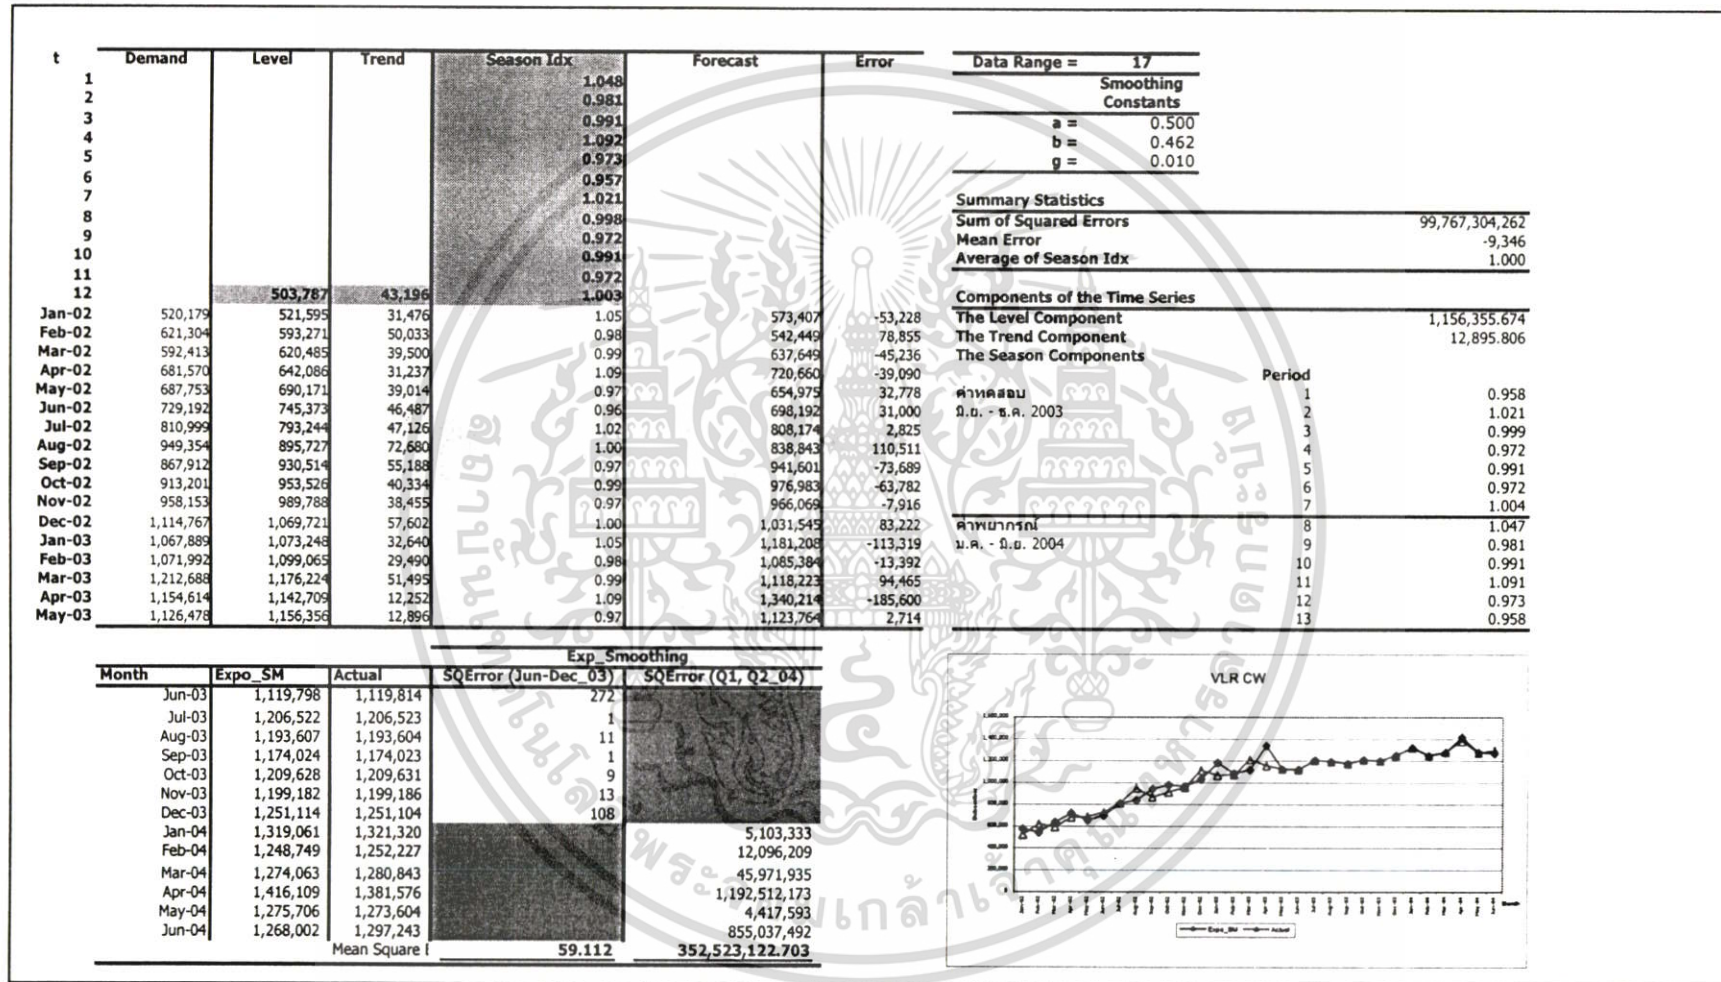 t Demand Level Trend Season Idx Forecast Error
1 1.048
2 0.981
3 0.991
4 1.092
5 0.973
6 0.957
7 1.021
8 0.998
9 0.972
10 0.991
11 0.972
12 503,787 43,196 1.003
Jan-02 520,179 521,595 31,476 1.05 573,407 -53,228
Feb-02 621,304 593,271 50,033 0.98 542,449 78,855
Mar-02 592,413 620,485 39,500 0.99 637,649 -45,236
Apr-02 681,570 642,086 31,237 1.09 720,660 -39,090
May-02 687,753 690,171 39,014 0.97 654,975 32,778
Jun-02 729,192 745,373 46,487 0.96 698,192 31,000
Jul-02 810,999 793,244 47,126 1.02 808,174 2,825
Aug-02 949,354 895,727 72,680 1.00 838,843 110,511
Sep-02 867,912 930,514 55,188 0.97 941,601 -73,689
Oct-02 913,201 953,526 40,334 0.99 976,983 -63,782
Nov-02 958,153 989,788 38,455 0.97 966,069 -7,916
Dec-02 1,114,767 1,069,721 57,602 1.00 1,031,545 83,222
Jan-03 1,067,889 1,073,248 32,640 1.05 1,181,208 -113,319
Feb-03 1,071,992 1,099,065 29,490 0.98 1,085,384 -13,392
Mar-03 1,212,688 1,176,224 51,495 0.99 1,118,223 94,465
Apr-03 1,154,614 1,142,709 12,252 1.09 1,340,214 -185,600
May-03 1,126,478 1,156,356 12,896 0.97 1,123,764 2,714
Data Range = 17
Smoothing
Constants
a = 0.500
b = 0.462
g = 0.010
Summary Statistics
Sum of Squared Errors 99,767,304,262
Mean Error -9,346
Average of Season Idx 1.000
Components of the Time Series
The Level Component 1,156,355.674
The Trend Component 12,895.806
The Season Components
Period
ค่าทดสอบ 1 0.958
มิ.ย. - ธ.ค. 2003 2 1.021
3 0.999
4 0.972
5 0.991
6 0.972
7 1.004
ค่าพยากรณ์ 8 1.047
ม.ค. - มิ.ย. 2004 9 0.981
10 0.991
11 1.091
12 0.973
13 0.958
Exp_Smoothing
Month Expo_SM Actual SQError (Jun-Dec_03) SQError (Q1, Q2_04)
Jun-03 1,119,798 1,119,814 272
Jul-03 1,206,522 1,206,523 1
Aug-03 1,193,607 1,193,604 11
Sep-03 1,174,024 1,174,023 1
Oct-03 1,209,628 1,209,631 9
Nov-03 1,199,182 1,199,186 13
Dec-03 1,251,114 1,251,104 108
Jan-04 1,319,061 1,321,320 5,103,333
Feb-04 1,248,749 1,252,227 12,096,209
Mar-04 1,274,063 1,280,843 45,971,935
Apr-04 1,416,109 1,381,576 1,192,512,173
May-04 1,275,706 1,273,604 4,417,593
Jun-04 1,268,002 1,297,243 855,037,492
Mean Square 59.112 352,523,122.703
VLR CW
Expo_SM Actual